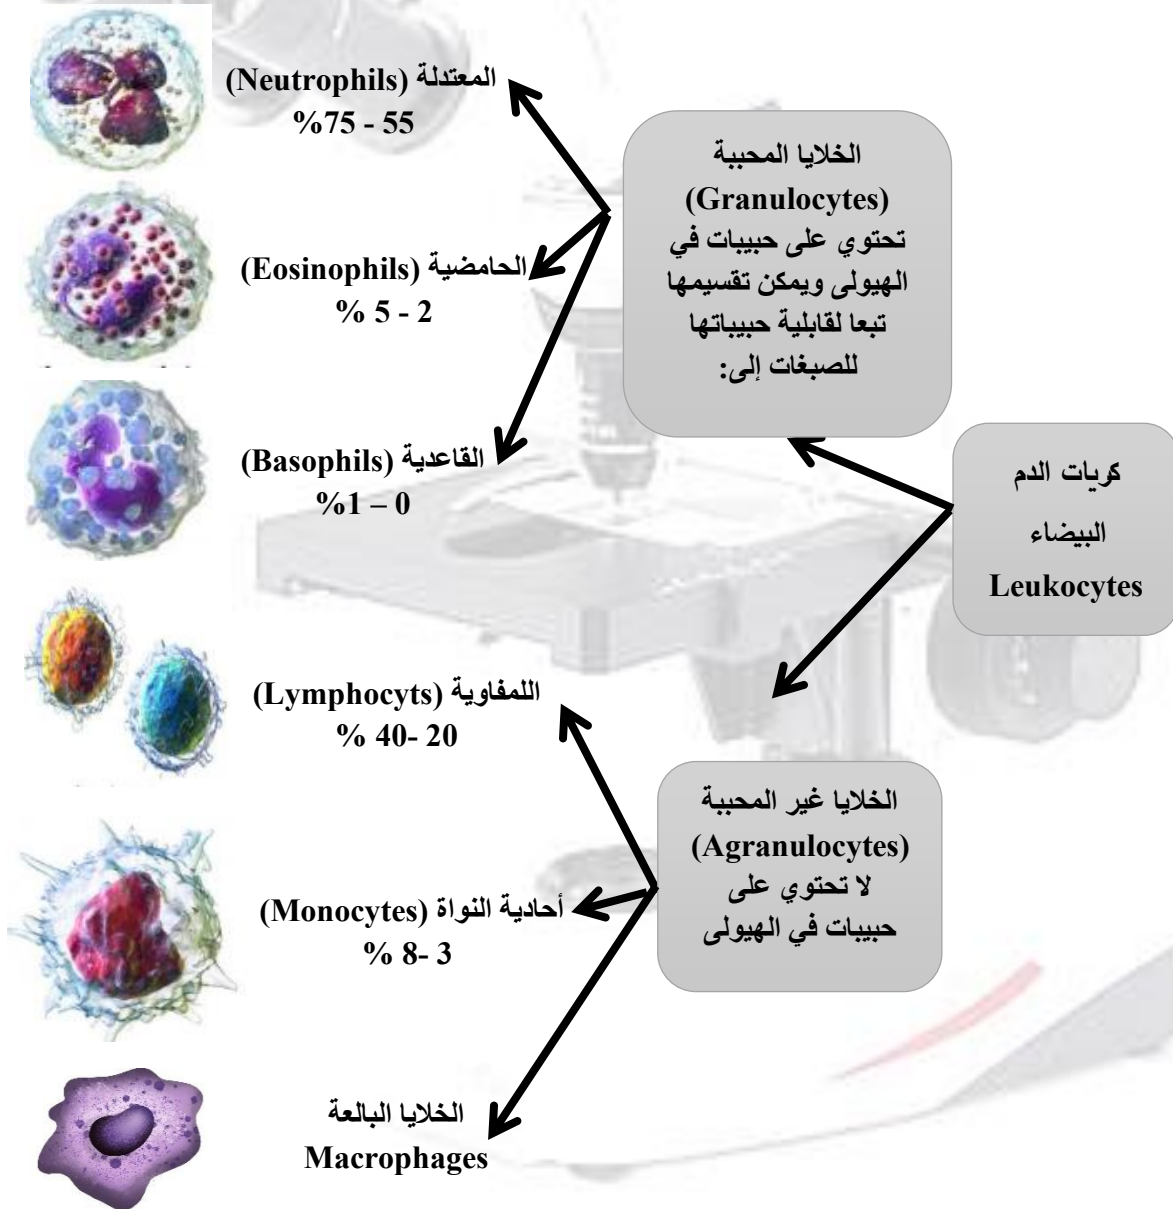 كريات الدم
البيضاء
Leukocytes
الخلايا المحببة
(Granulocytes)
تحتوي على حبيبات في
الهيولى ويمكن تقسيمها
تبعا لقابلية حبيباتها
للصبغات إلى:
المعتدلة (Neutrophils)
%75 - 55
الحامضية (Eosinophils)
% 5 - 2
القاعدية (Basophils)
%1 – 0
الخلايا غير المحببة
(Agranulocytes)
لا تحتوي على
حبيبات في الهيولى
اللمفاوية (Lymphocyts)
% 40- 20
أحادية النواة (Monocytes)
% 8- 3
الخلايا البالعة
Macrophages